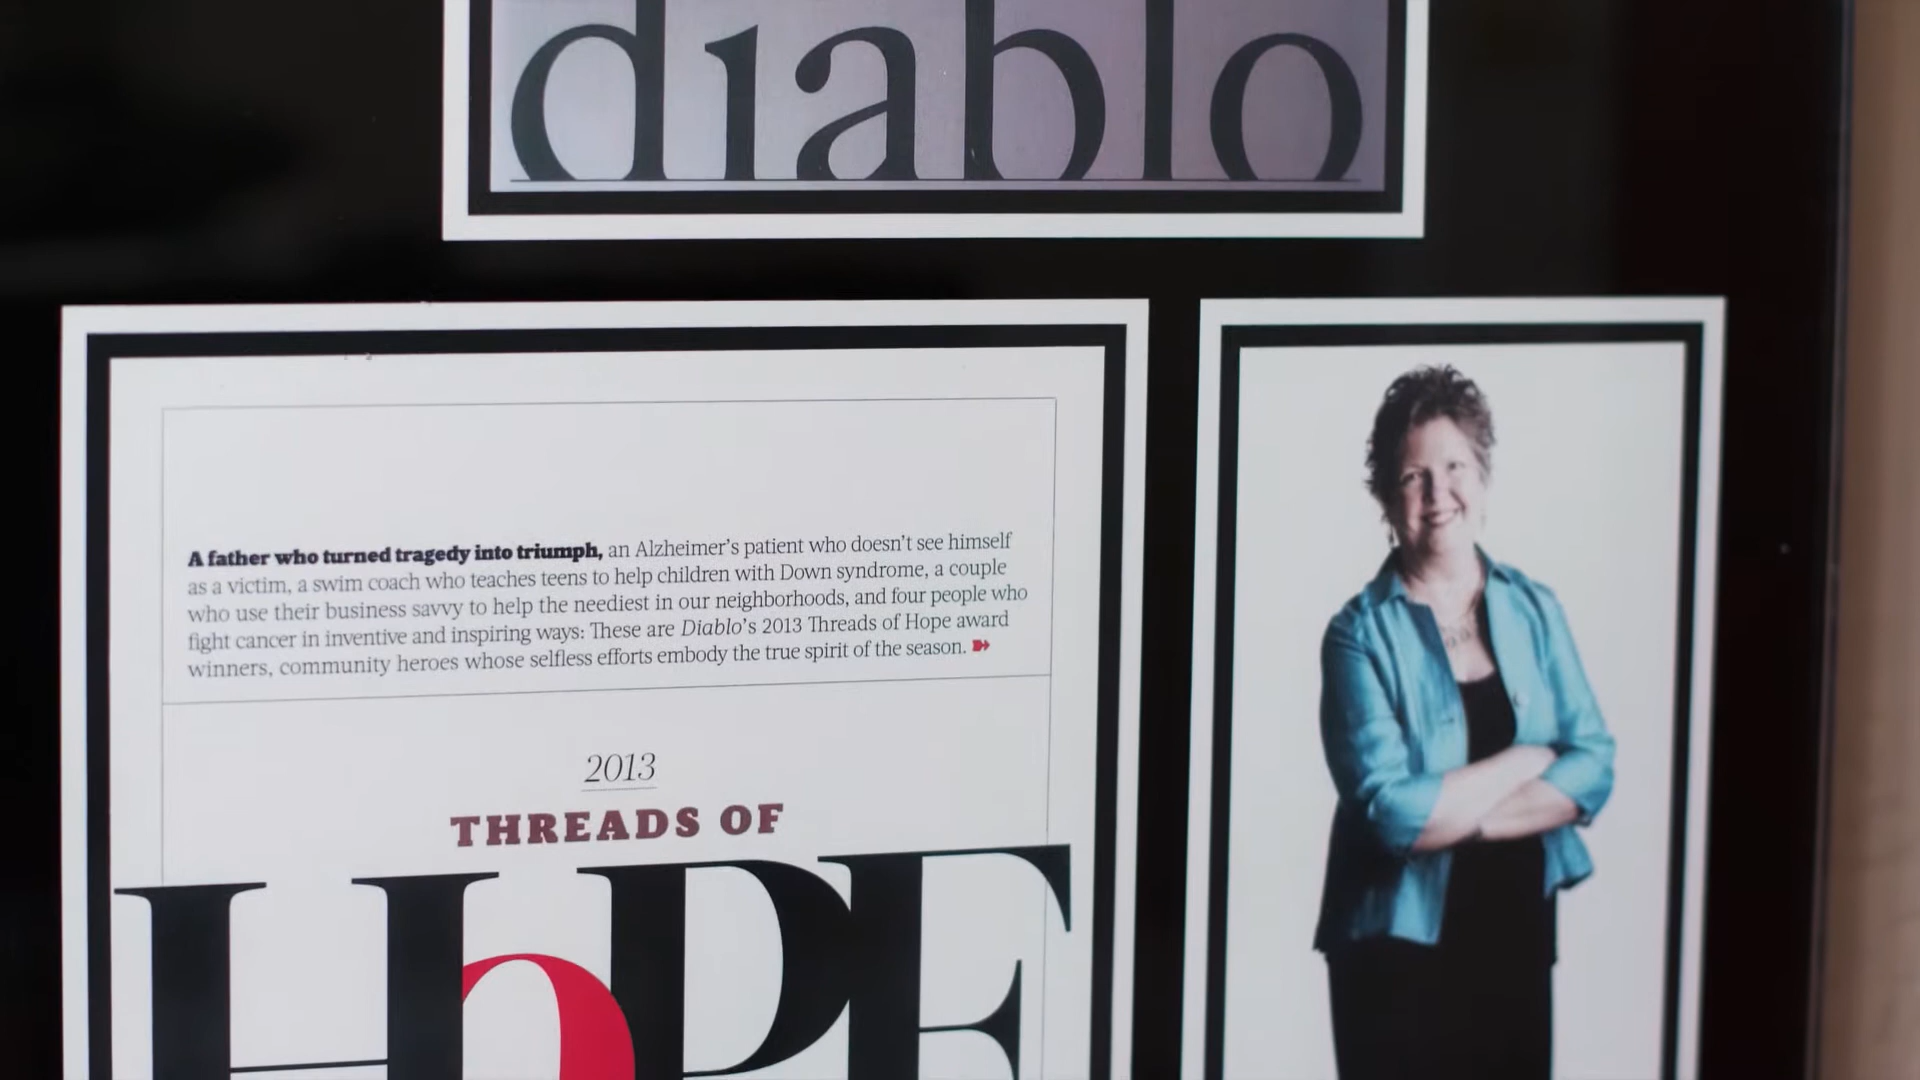 diablo
A father who turned tragedy into triumph, an Alzheimer's patient who doesn't see himself
as a victim, a swim coach who teaches teens to help children with Down syndrome, a couple
who use their business savvy to help the neediest in our neighborhoods, and four people who
fight cancer in inventive and inspiring ways: These are Diablo's 2013 Threads of Hope award
winners, community heroes whose selfless efforts embody the true spirit of the season.
2013
THREADS OF
HOPE